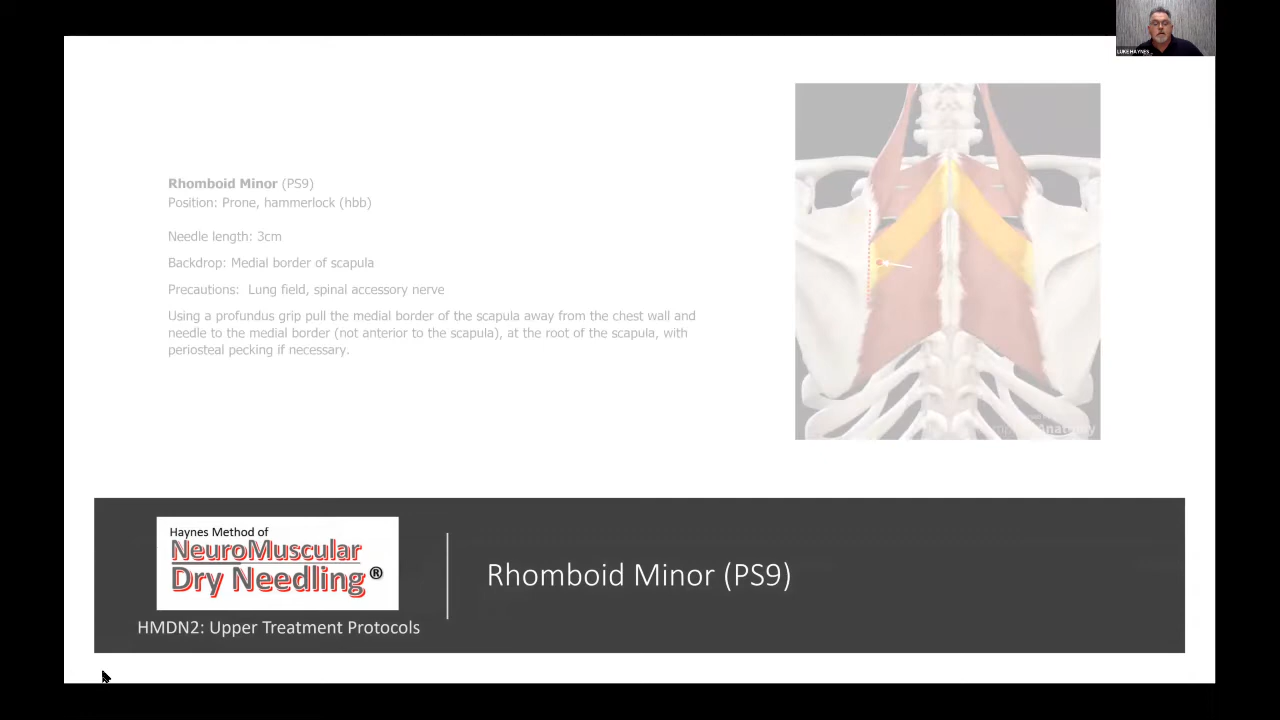 LUKE HAYNES
Rhomboid Minor (PS9)
Position: Prone, hammerlock (hbb)
Needle length: 3cm
Backdrop: Medial border of scapula
Precautions:  Lung field, spinal accessory nerve
Using a profundus grip pull the medial border of the scapula away from the chest wall and
needle to the medial border (not anterior to the scapula), at the root of the scapula, with
periosteal pecking if necessary.
Anatomy
Haynes Method of
NeuroMuscular
Dry Needling®
HMDN2: Upper Treatment Protocols
Rhomboid Minor (PS9)